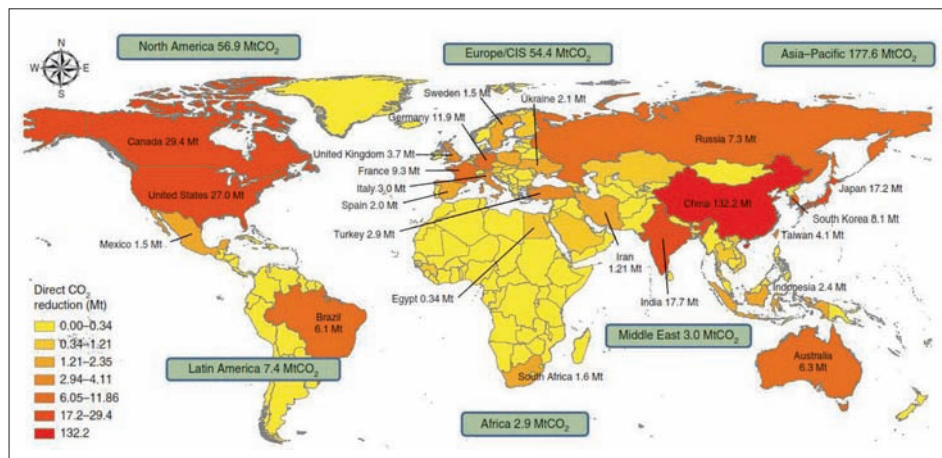 North America 56.9 MtCO₂
Europe/CIS 54.4 MtCO₂
Asia–Pacific 177.6 MtCO₂
N
W E
S
Sweden 1.5 Mt
Ukraine 2.1 Mt
Germany 11.9 Mt
Canada 29.4 Mt
Russia 7.3 Mt
United Kingdom 3.7 Mt
France 9.3 Mt
United States 27.0 Mt
Italy 3.0 Mt
Japan 17.2 Mt
China 132.2 Mt
Spain 2.0 Mt
South Korea 8.1 Mt
Mexico 1.5 Mt
Turkey 2.9 Mt
Taiwan 4.1 Mt
Iran
1.21 Mt
Egypt 0.34 Mt
India 17.7 Mt
Indonesia 2.4 Mt
Direct CO₂
reduction (Mt)
0.00–0.34
0.34–1.21
1.21–2.35
2.94–4.11
6.05–11.86
17.2–29.4
132.2
Brazil
6.1 Mt
Middle East 3.0 MtCO₂
Latin America 7.4 MtCO₂
Australia
6.3 Mt
South Africa 1.6 Mt
Africa 2.9 MtCO₂